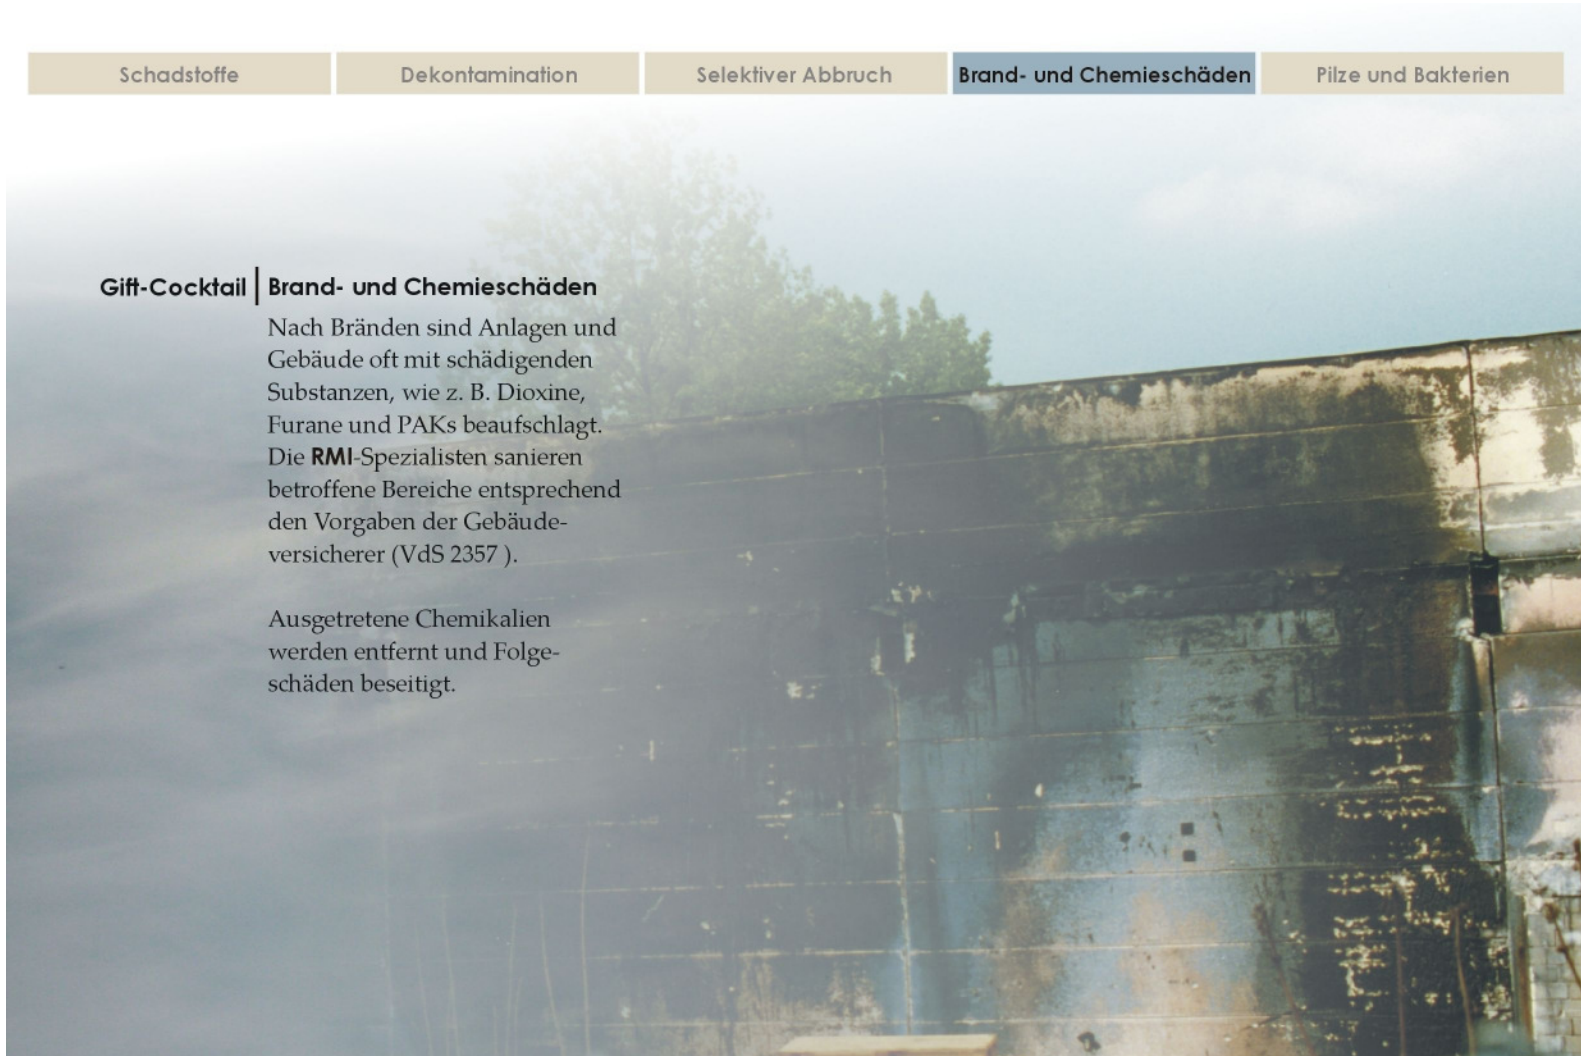 Schadstoffe
Dekontamination
Selektiver Abbruch
Brand- und Chemieschäden
Pilze und Bakterien
Gift-Cocktail
Brand- und Chemieschäden
Nach Bränden sind Anlagen und
Gebäude oft mit schädigenden
Substanzen, wie z. B. Dioxine,
Furane und PAKs beaufschlagt.
Die RMI-Spezialisten sanieren
betroffene Bereiche entsprechend
den Vorgaben der Gebäude-
versicherer (VdS 2357 ).
Ausgetretene Chemikalien
werden entfernt und Folge-
schäden beseitigt.